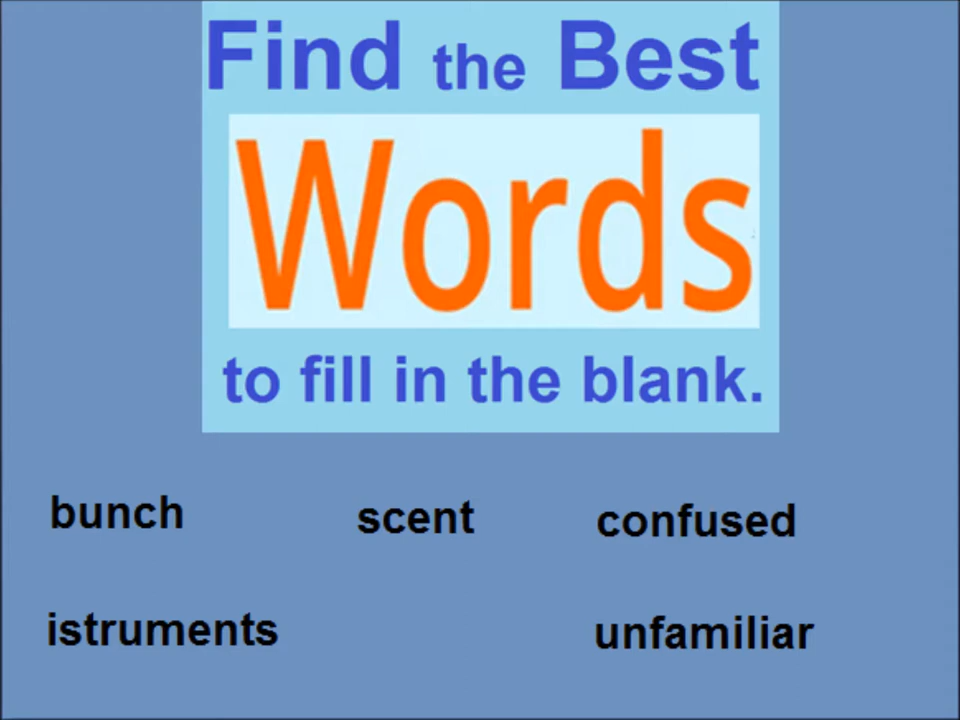 Find the Best
Words
to fill in the blank.
bunch scent confused
istruments unfamiliar